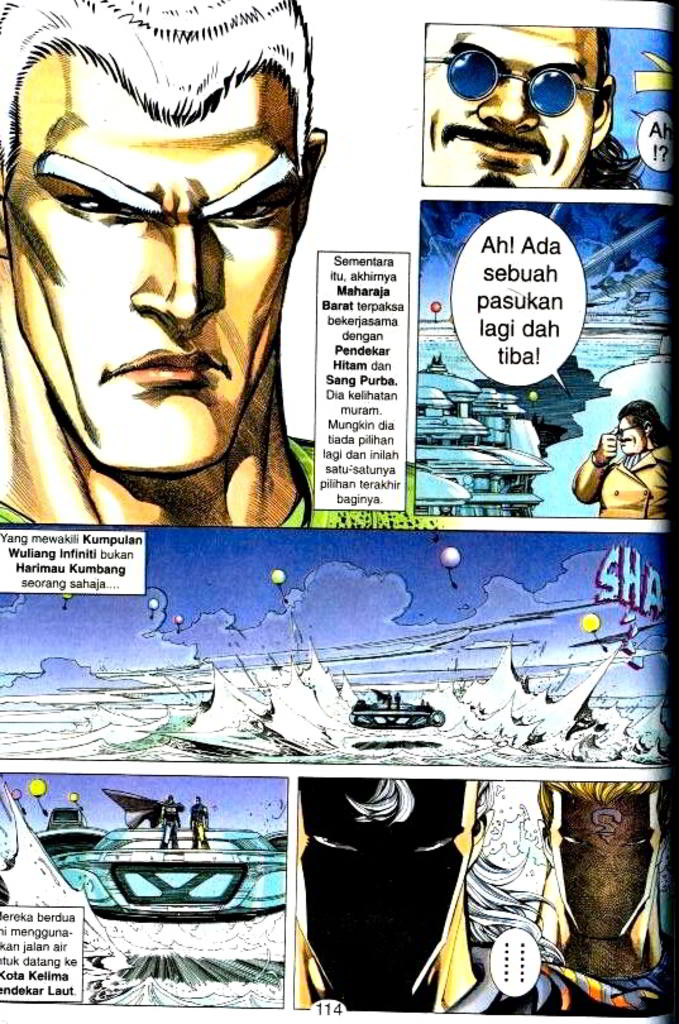 Sementara
itu, akhirnya
Maharaja
Barat terpaksa
bekerjasama
dengan
Pendekar
Hitam dan
Sang Purba.
Dia kelihatan
muram.
Mungkin dia
tiada pilihan
lagi dan inilah
satu-satunya
pilihan terakhir
baginya.
Ah
!?
Ah! Ada
sebuah
pasukan
lagi dah
tiba!
Yang mewakili Kumpulan
Wuliang Infiniti bukan
Harimau Kumbang
seorang sahaja....
SHA
ereka berdua
ni mengguna-
kan jalan air
tuk datang ke
Kota Kelima
endekar Laut.
114